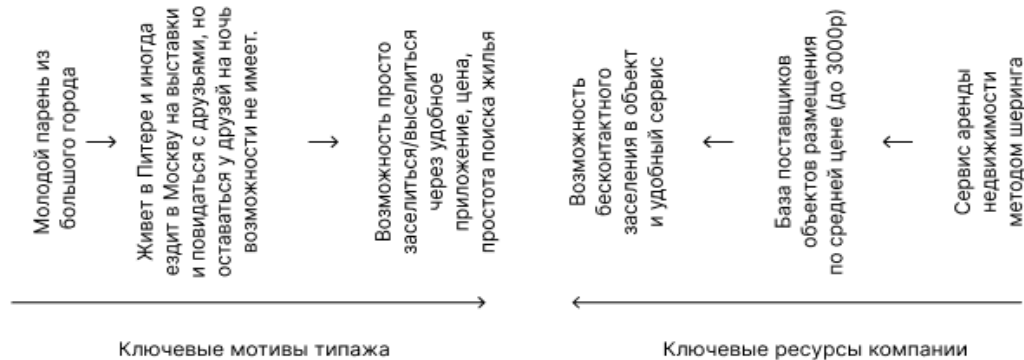 Молодой парень из
большого города
Живет в Питере и иногда
ездит в Москву на выставки
и повидаться с друзьями, но
оставаться у друзей на ночь
возможности не имеет.
Возможность просто
заселиться/выселиться
через удобное
приложение, цена,
простота поиска жилья
Возможность
бесконтактного
заселения в объект
и удобный сервис
База поставщиков
объектов размещения
по средней цене (до 3000р)
Сервис аренды
недвижимости
методом шеринга
Ключевые мотивы типажа
Ключевые ресурсы компании